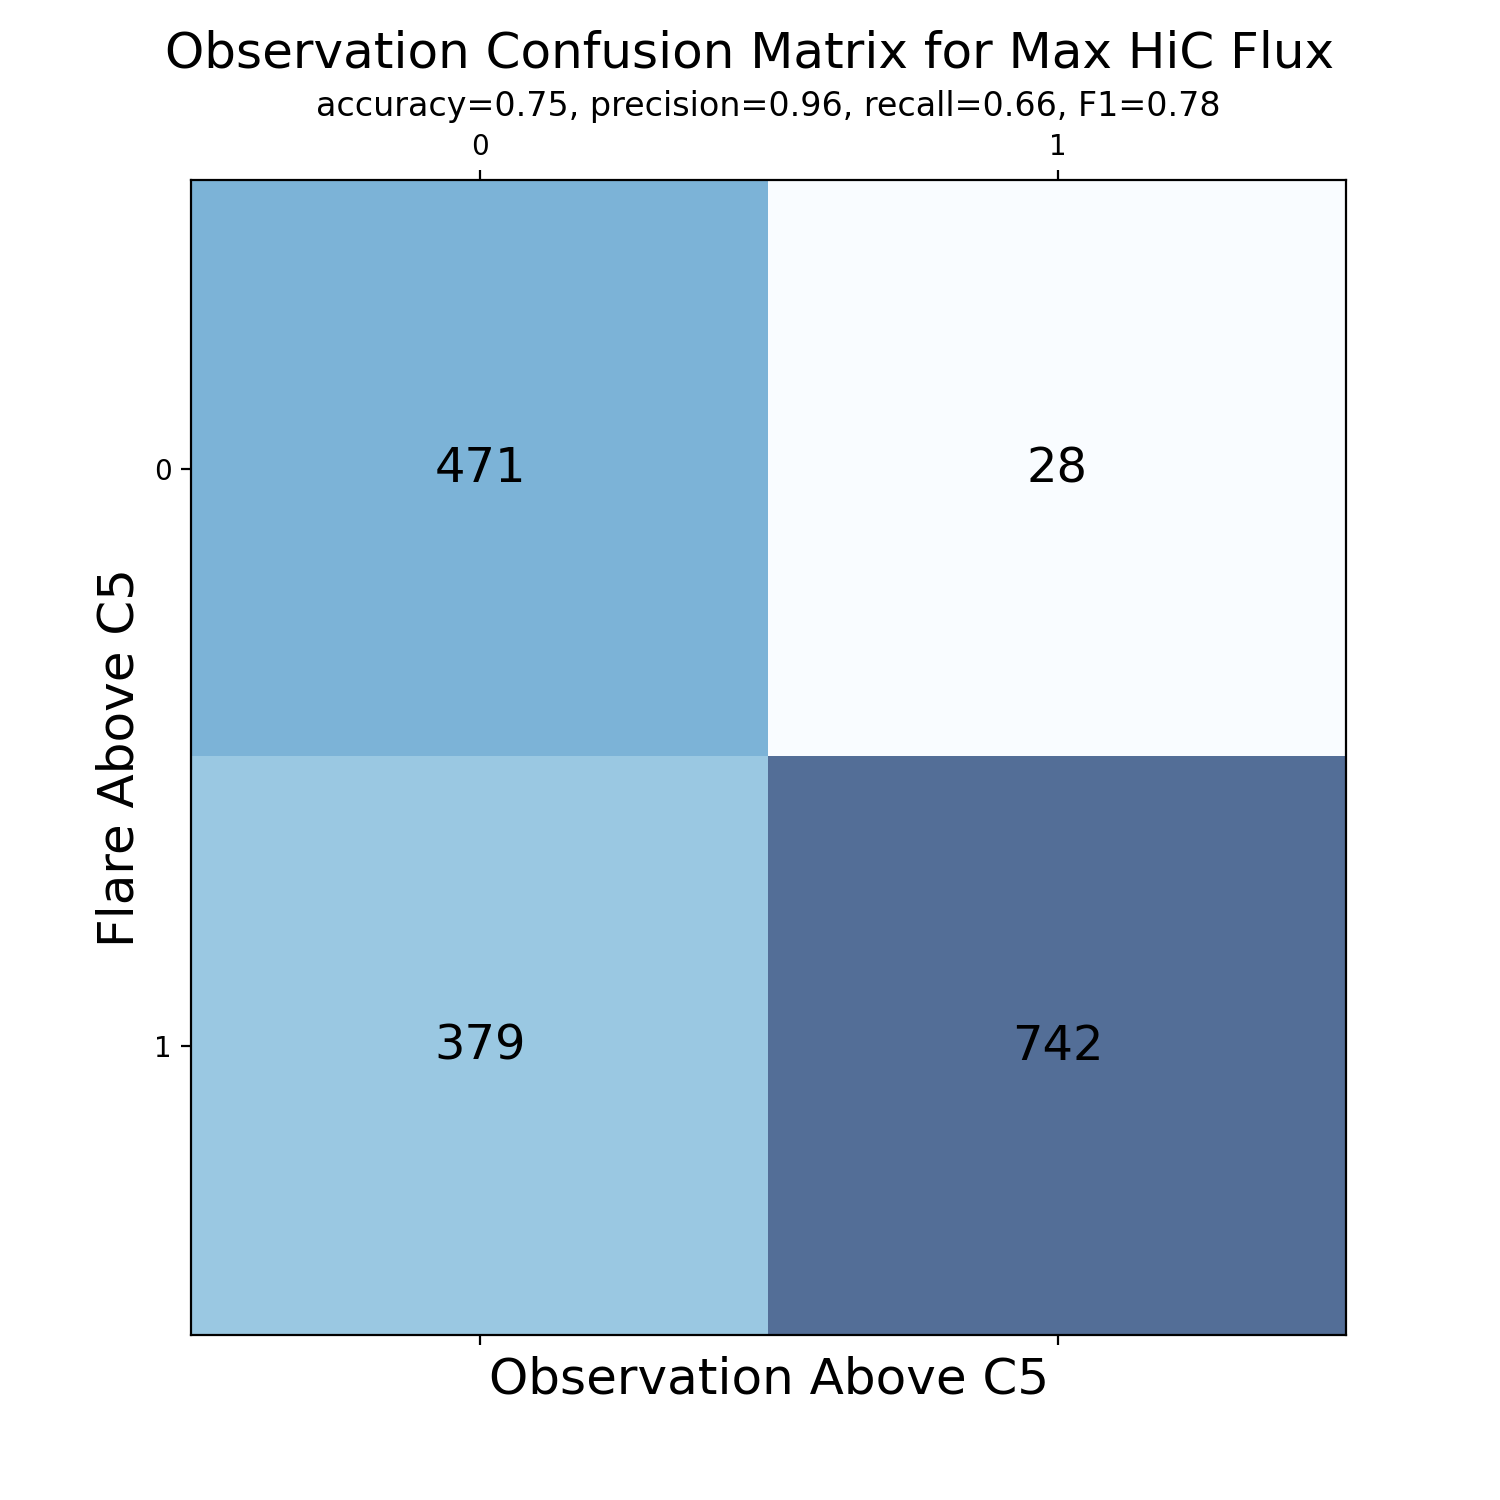 Observation Confusion Matrix for Max HiC Flux
accuracy=0.75, precision=0.96, recall=0.66, F1=0.78
0 1
0 471 28
Flare Above C5
1 379 742
Observation Above C5